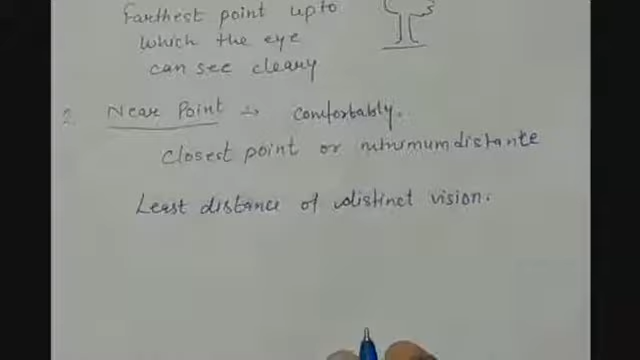 Farthest point upto
which the eye
can see cleary
2. Near Point → comfortably.
Closest point or minimum distante
Least distance of distinct vision.